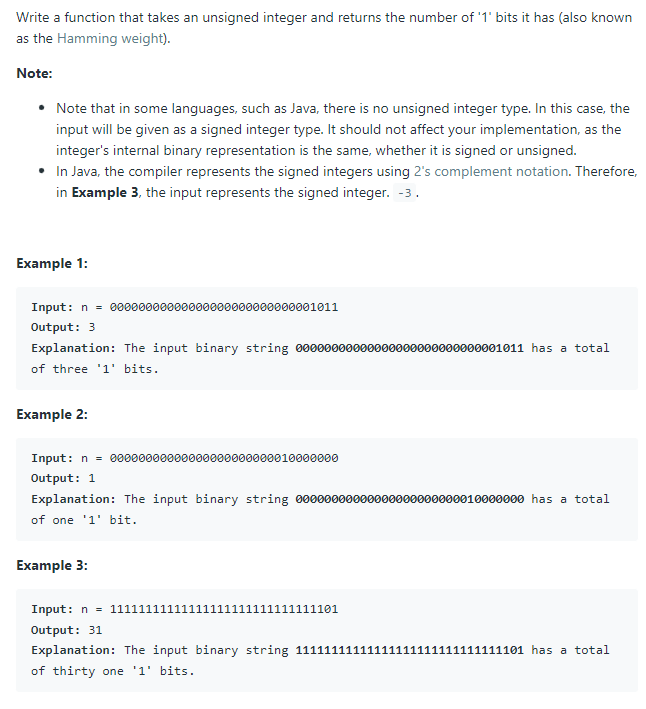 Write a function that takes an unsigned integer and returns the number of '1' bits it has (also known
as the Hamming weight).
Note:
• Note that in some languages, such as Java, there is no unsigned integer type. In this case, the
input will be given as a signed integer type. It should not affect your implementation, as the
integer's internal binary representation is the same, whether it is signed or unsigned.
• In Java, the compiler represents the signed integers using 2's complement notation. Therefore,
in Example 3, the input represents the signed integer. -3.
Example 1:
Input: n = 00000000000000000000000000001011
Output: 3
Explanation: The input binary string 00000000000000000000000000001011 has a total
of three '1' bits.
Example 2:
Input: n = 00000000000000000000000010000000
Output: 1
Explanation: The input binary string 00000000000000000000000010000000 has a total
of one '1' bit.
Example 3:
Input: n = 11111111111111111111111111111101
Output: 31
Explanation: The input binary string 11111111111111111111111111111101 has a total
of thirty one '1' bits.